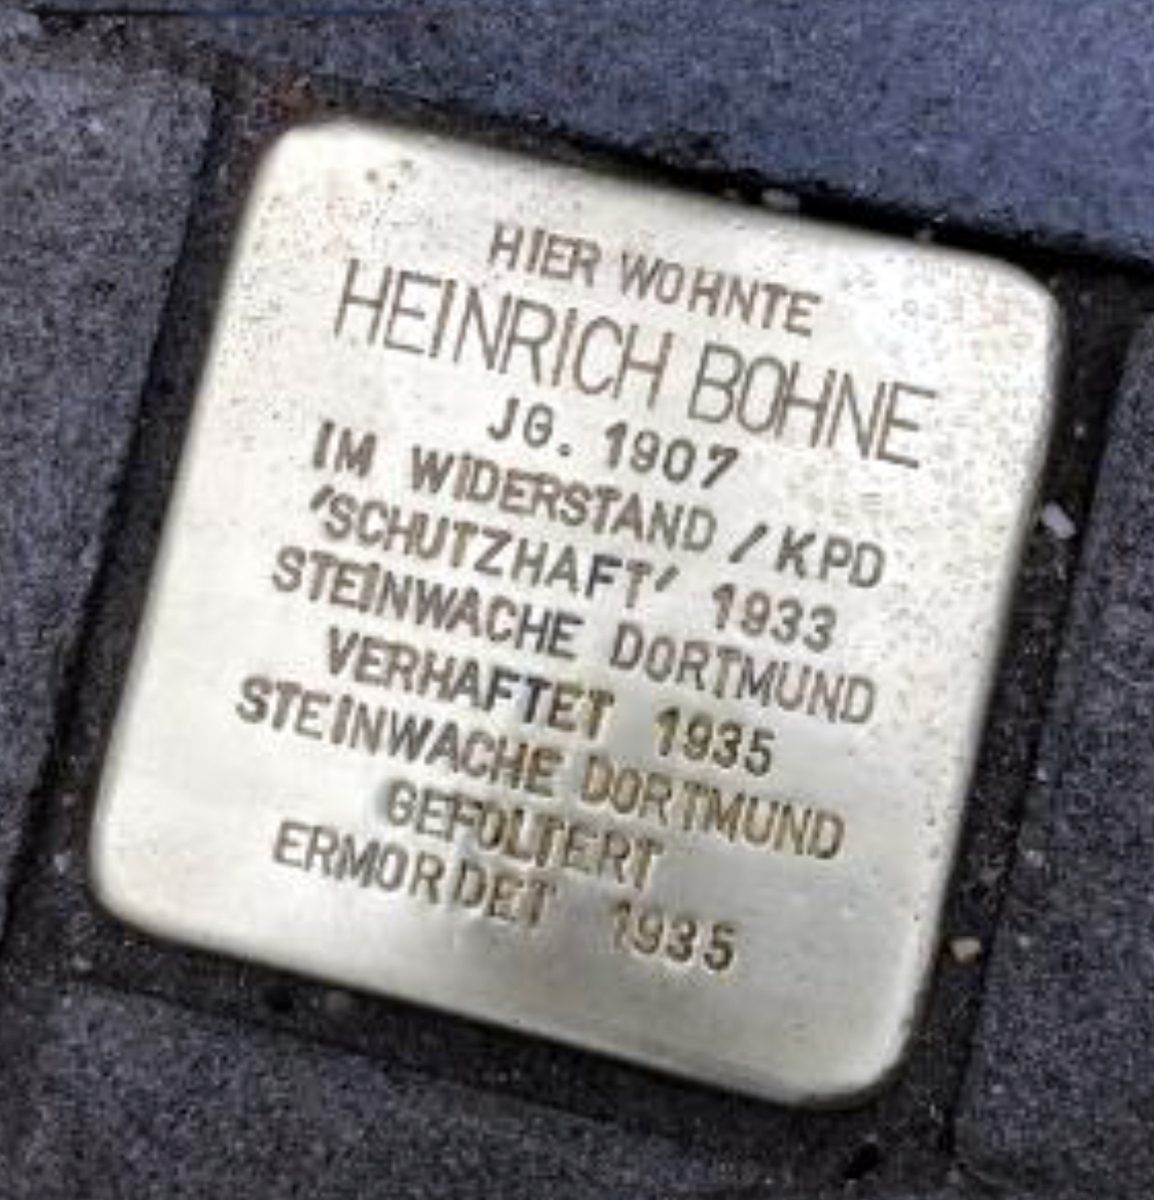 HIER WOHNTE
HEINRICH BOHNE
JG. 1907
IM WIDERSTAND / KPD
'SCHUTZHAFT' 1933
STEINWACHE DORTMUND
VERHAFTET 1935
STEINWACHE DORTMUND
GEFOLTERT
ERMORDET 1935